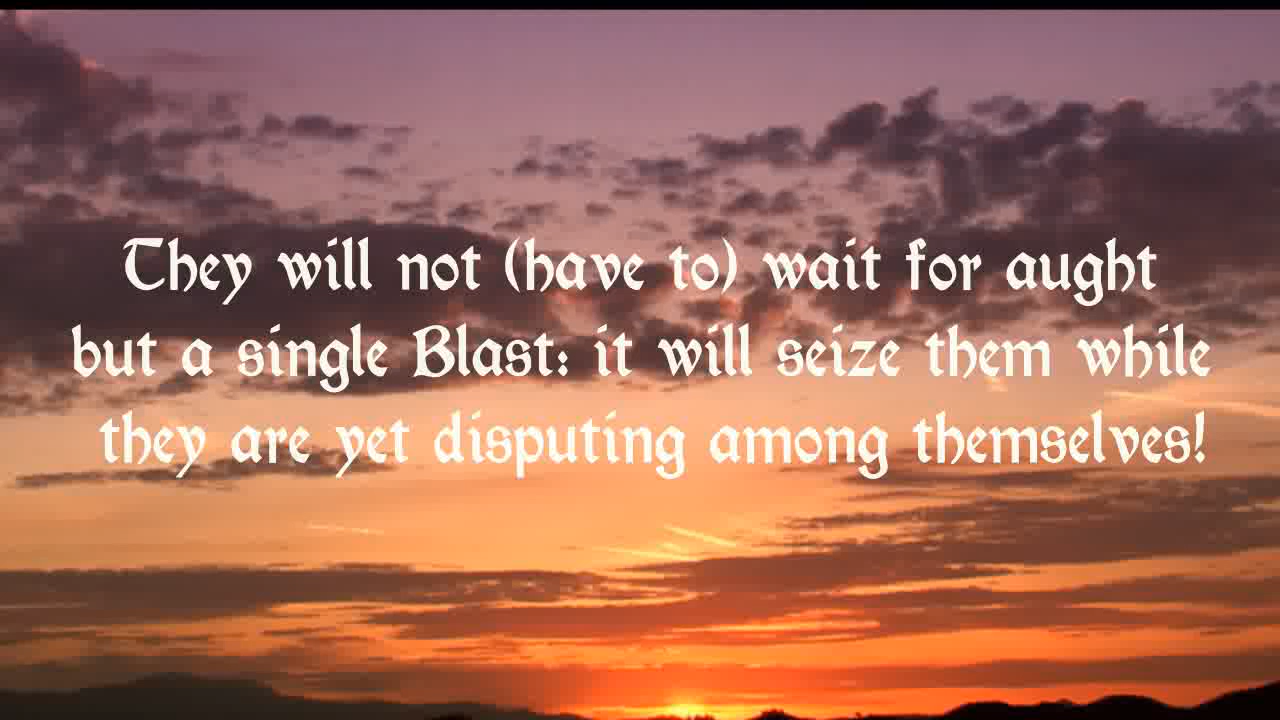 They will not (have to) wait for aught
but a single Blast: it will seize them while
they are yet disputing among themselves!